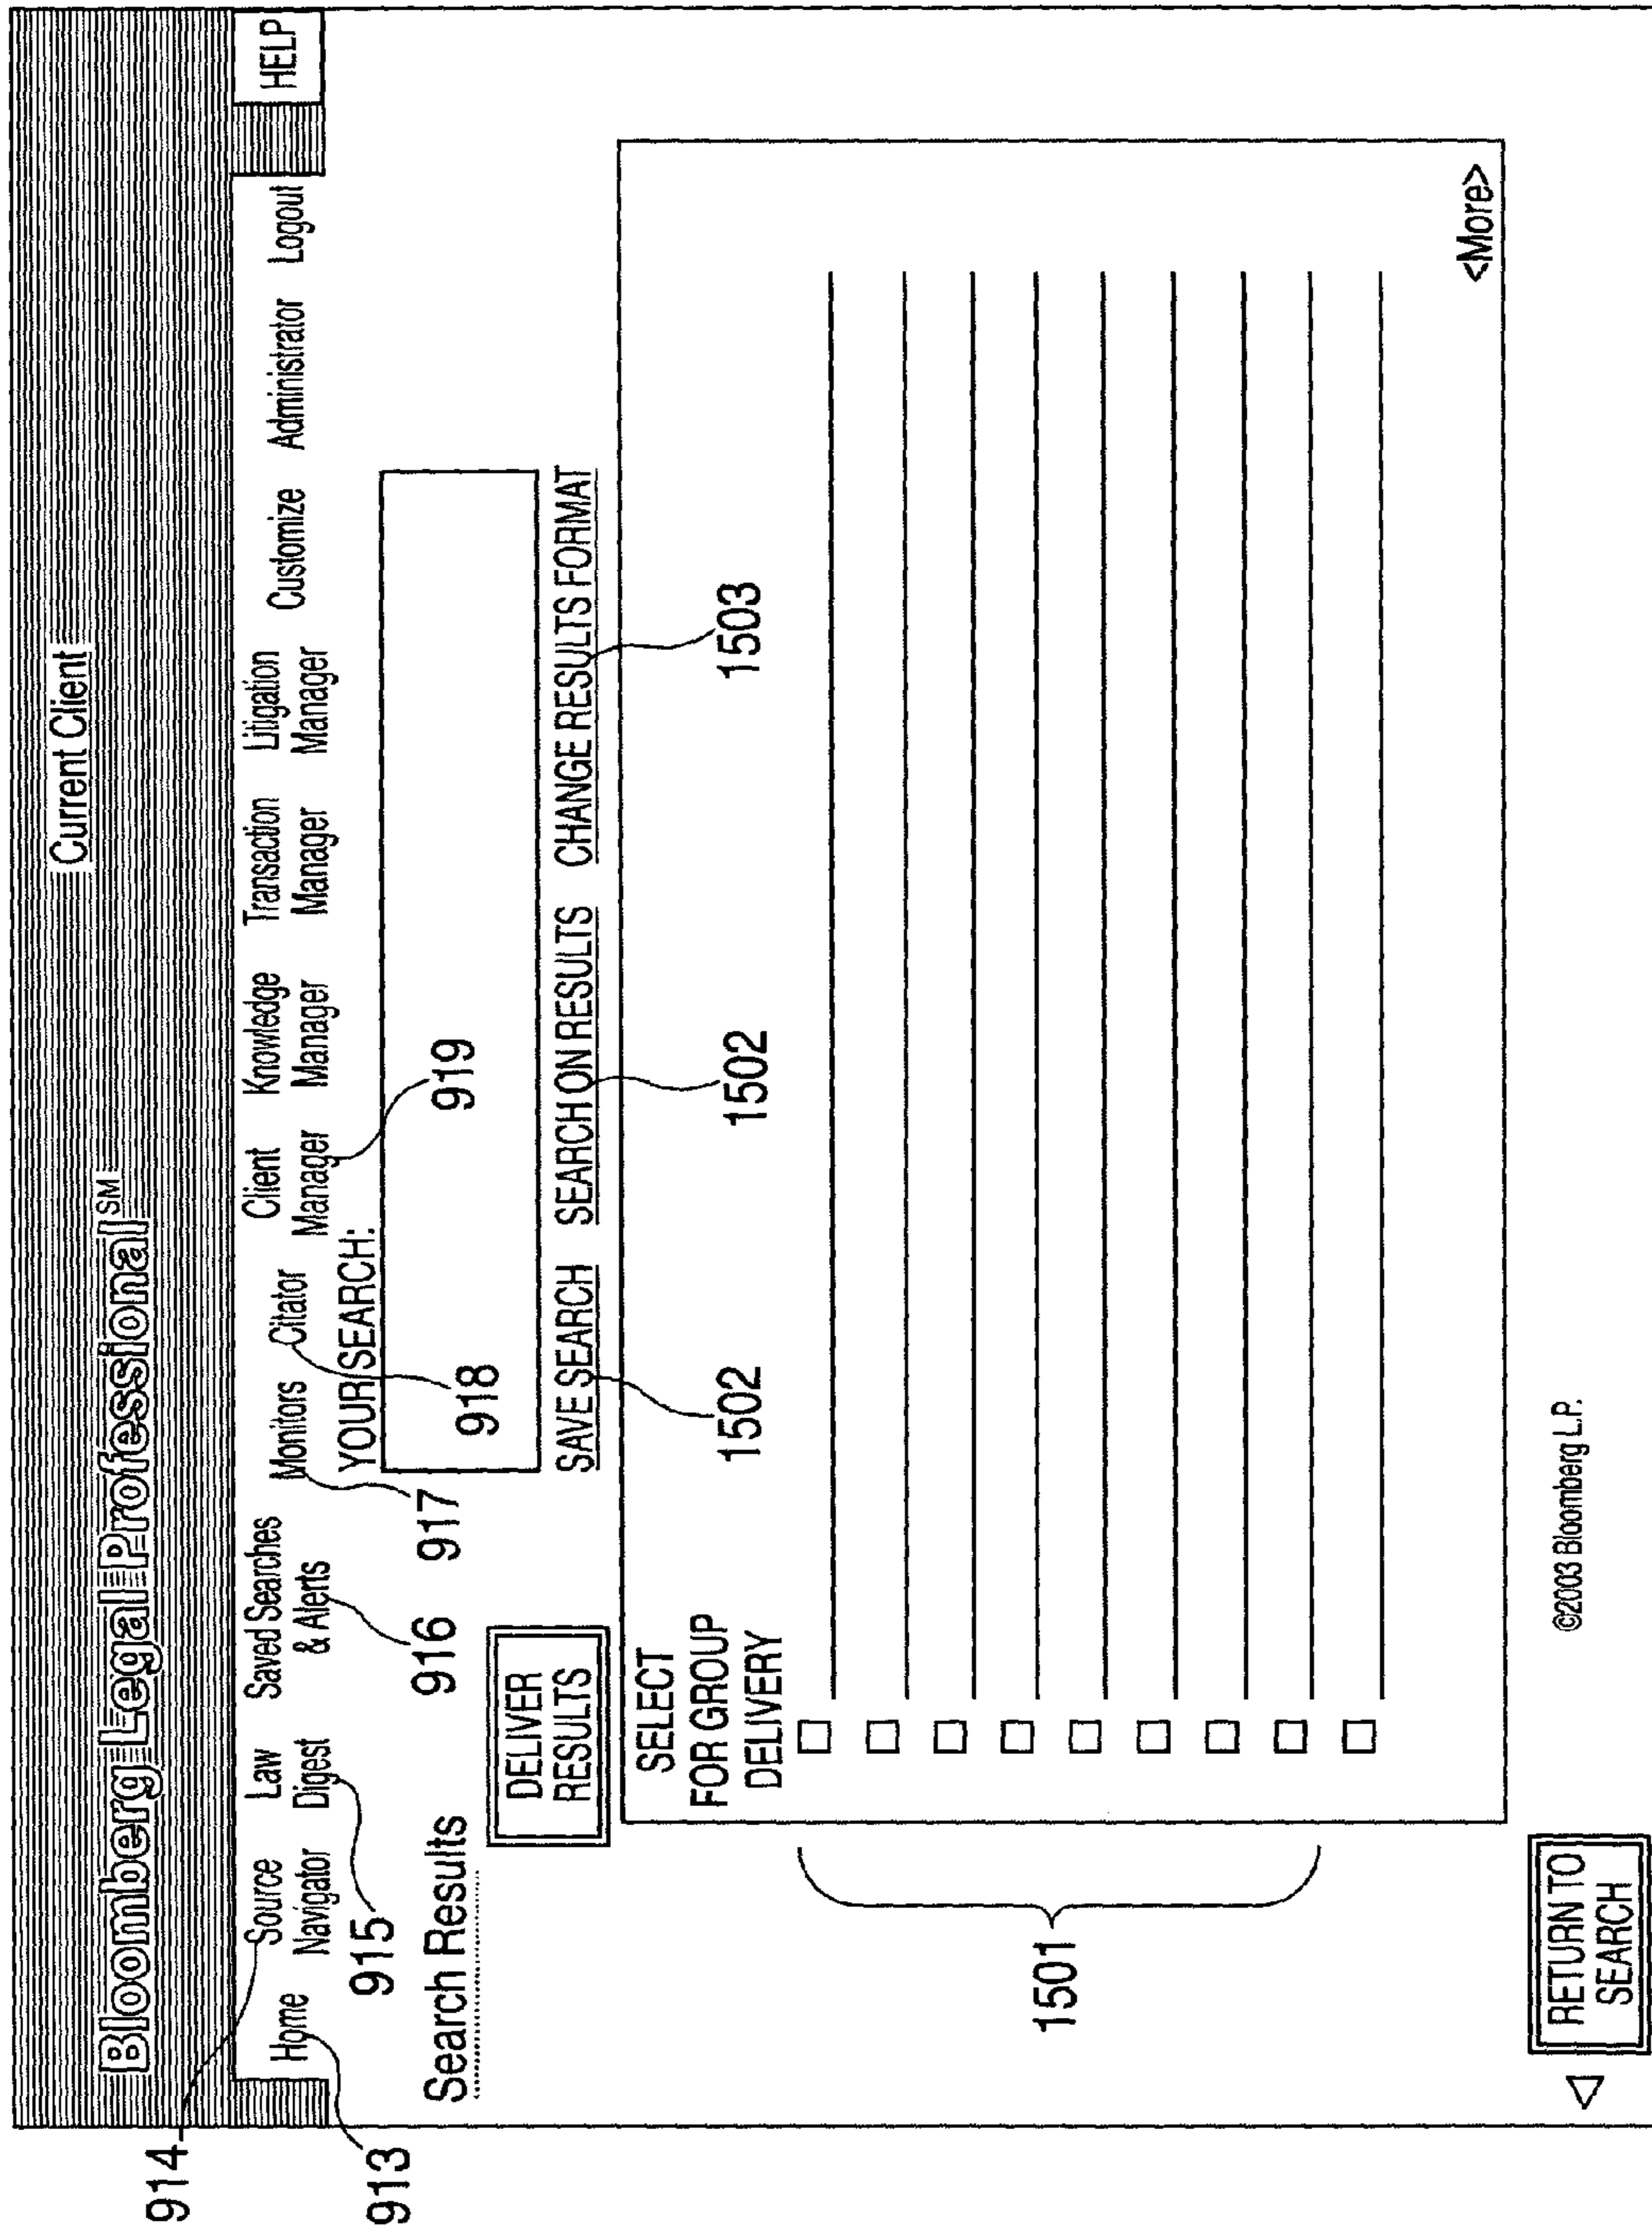 Current Client
Bloomberg Legal Professional SM
914
Home
Source
Navigator
Law
Digest
Saved Searches
& Alerts
Monitors
Citator
Client
Manager
Knowledge
Manager
Transaction
Manager
Litigation
Manager
Customize
Administrator
Logout
HELP
913
915
916
917
918
919
YOUR SEARCH:
Search Results
DELIVER
RESULTS
SAVE SEARCH
SEARCH ON RESULTS
CHANGE RESULTS FORMAT
1502
1502
1503
SELECT
FOR GROUP
DELIVERY
1501
<More>
RETURN TO
SEARCH
©2003 Bloomberg L.P.